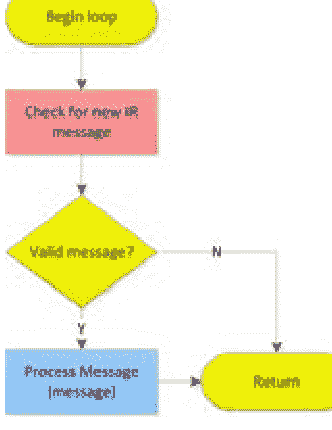 Begin loop
Check for new IR
message
Valid message?
N
Y
Process Message
(message)
Return